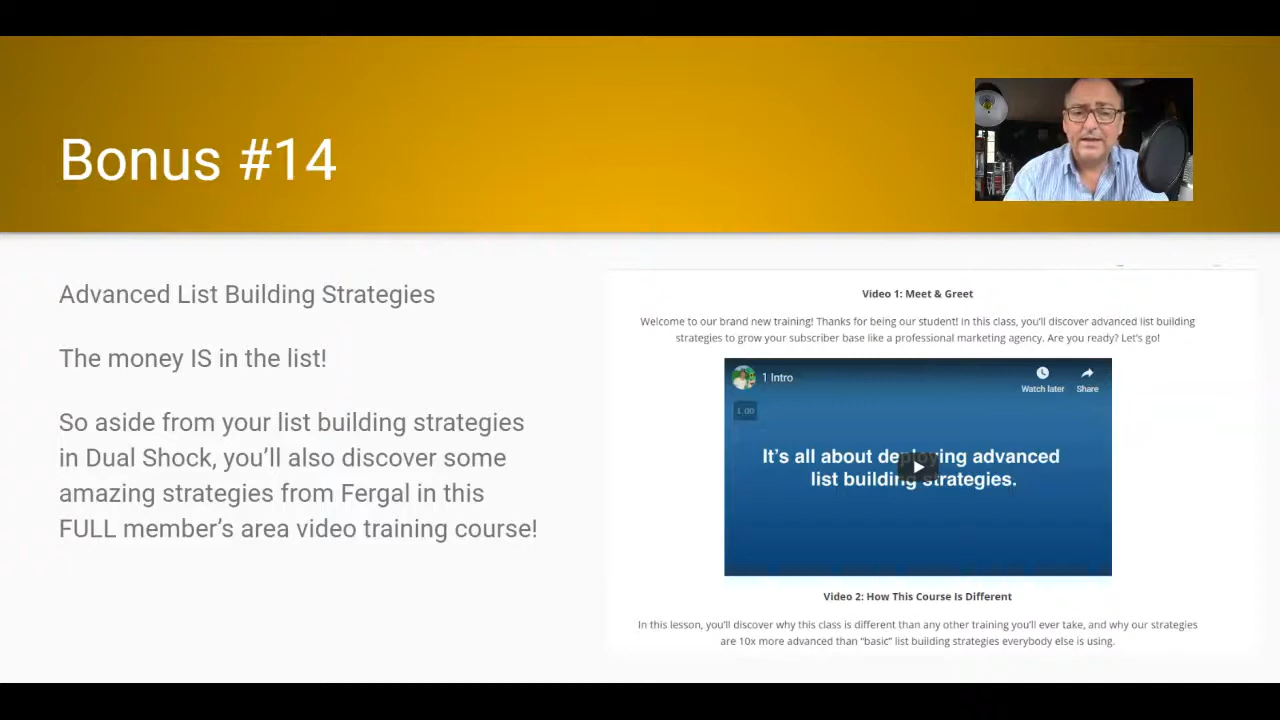 Bonus #14
Advanced List Building Strategies
The money IS in the list!
So aside from your list building strategies
in Dual Shock, you'll also discover some
amazing strategies from Fergal in this
FULL member's area video training course!
Video 1: Meet & Greet
Welcome to our brand new training! Thanks for being our student! In this class, you'll discover advanced list building
strategies to grow your subscriber base like a professional marketing agency. Are you ready? Let's go!
1 Intro
Watch later
Share
1.00
It's all about deploying advanced
list building strategies.
Video 2: How This Course Is Different
In this lesson, you'll discover why this class is different than any other training you'll ever take, and why our strategies
are 10x more advanced than "basic" list building strategies everybody else is using.